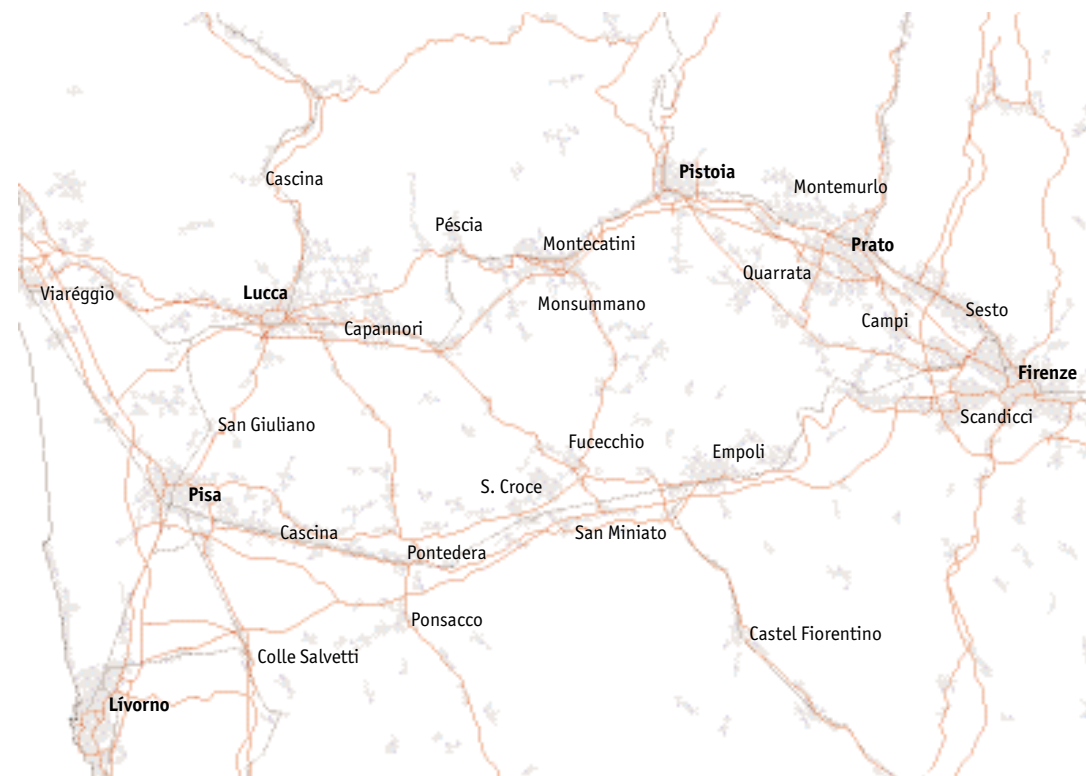 Pistoia
Cascina
Montemurlo
Péscia
Montecatini
Prato
Quarrata
Viaréggio
Lucca
Monsummano
Sesto
Capannori
Campi
Firenze
San Giuliano
Scandicci
Fucecchio
Empoli
S. Croce
Pisa
Cascina
San Miniato
Pontedera
Ponsacco
Castel Fiorentino
Colle Salvetti
Lívorno